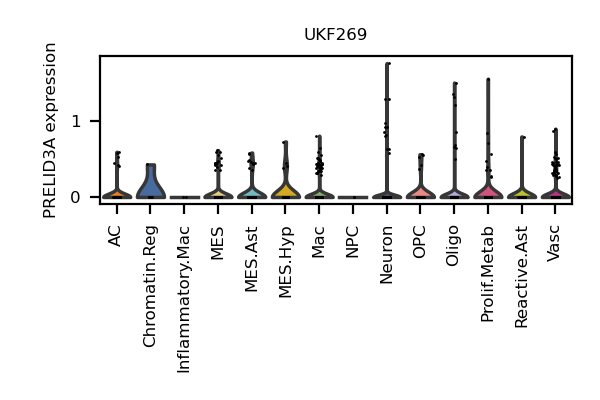 UKF269
PRELID3A expression
1
0
AC
Chromatin.Reg
Inflammatory.Mac
MES
MES.Ast
MES.Hyp
Mac
NPC
Neuron
OPC
Oligo
Prolif.Metab
Reactive.Ast
Vasc